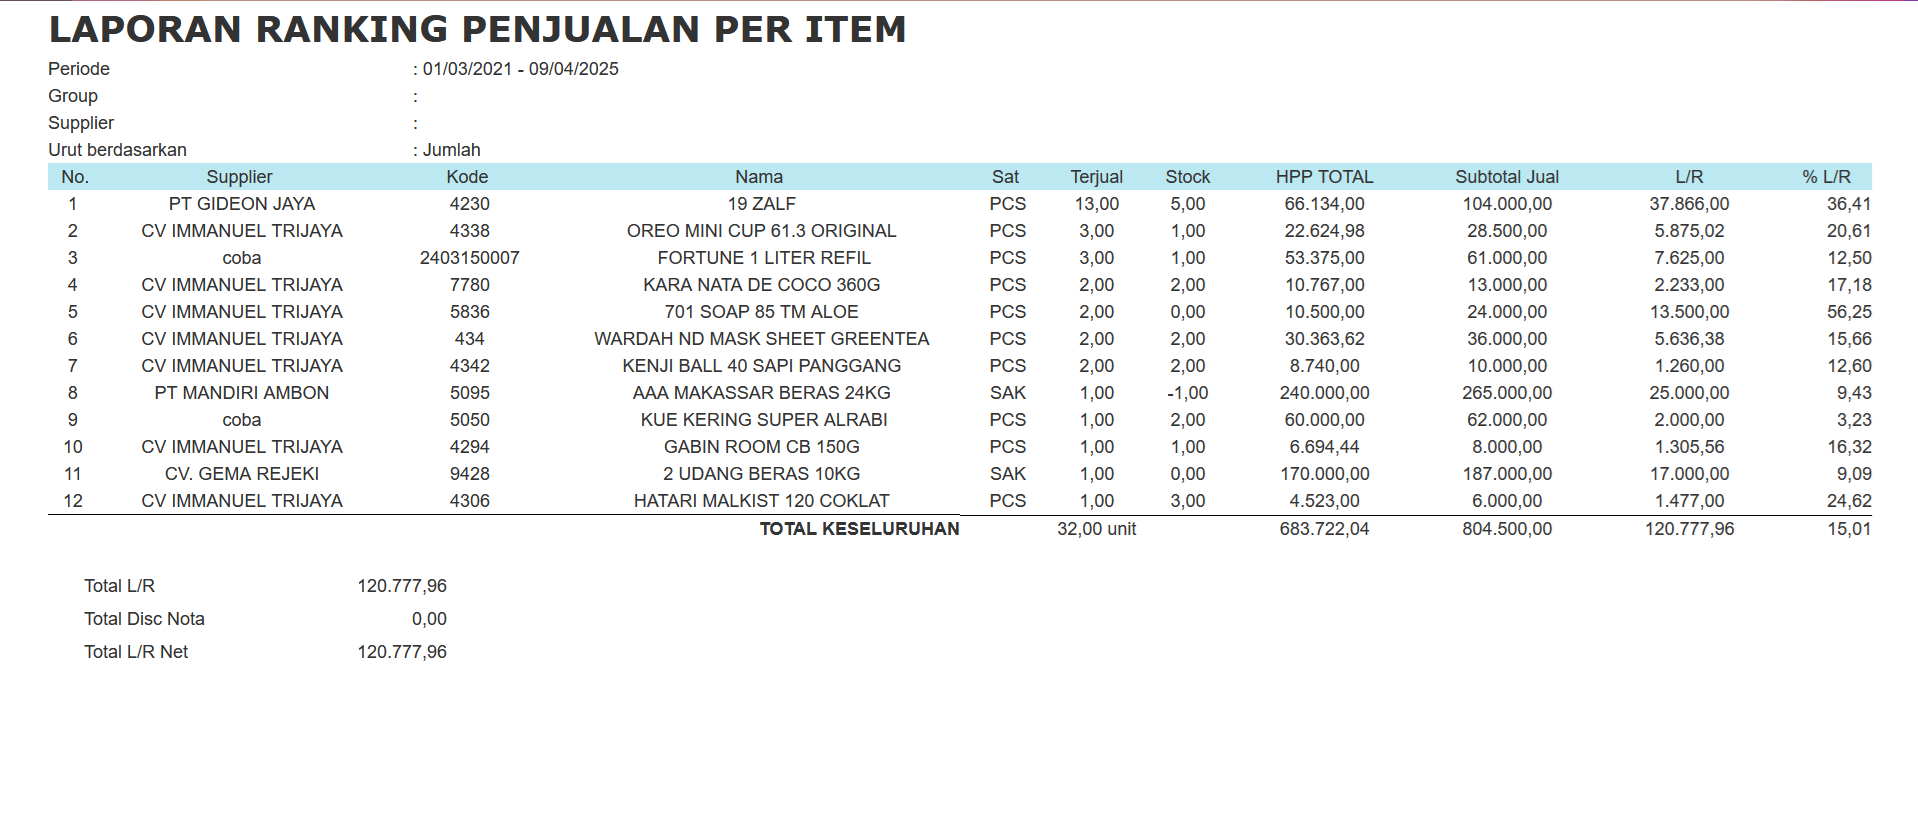 LAPORAN RANKING PENJUALAN PER ITEM
Periode : 01/03/2021 - 09/04/2025
Group :
Supplier :
Urut berdasarkan : Jumlah
No. Supplier Kode Nama Sat Terjual Stock HPP TOTAL Subtotal Jual L/R % L/R
1 PT GIDEON JAYA 4230 19 ZALF PCS 13,00 5,00 66.134,00 104.000,00 37.866,00 36,41
2 CV IMMANUEL TRIJAYA 4338 OREO MINI CUP 61.3 ORIGINAL PCS 3,00 1,00 22.624,98 28.500,00 5.875,02 20,61
3 coba 2403150007 FORTUNE 1 LITER REFIL PCS 3,00 1,00 53.375,00 61.000,00 7.625,00 12,50
4 CV IMMANUEL TRIJAYA 7780 KARA NATA DE COCO 360G PCS 2,00 2,00 10.767,00 13.000,00 2.233,00 17,18
5 CV IMMANUEL TRIJAYA 5836 701 SOAP 85 TM ALOE PCS 2,00 0,00 10.500,00 24.000,00 13.500,00 56,25
6 CV IMMANUEL TRIJAYA 434 WARDAH ND MASK SHEET GREENTEA PCS 2,00 2,00 30.363,62 36.000,00 5.636,38 15,66
7 CV IMMANUEL TRIJAYA 4342 KENJI BALL 40 SAPI PANGGANG PCS 2,00 2,00 8.740,00 10.000,00 1.260,00 12,60
8 PT MANDIRI AMBON 5095 AAA MAKASSAR BERAS 24KG SAK 1,00 -1,00 240.000,00 265.000,00 25.000,00 9,43
9 coba 5050 KUE KERING SUPER ALRABI PCS 1,00 2,00 60.000,00 62.000,00 2.000,00 3,23
10 CV IMMANUEL TRIJAYA 4294 GABIN ROOM CB 150G PCS 1,00 1,00 6.694,44 8.000,00 1.305,56 16,32
11 CV. GEMA REJEKI 9428 2 UDANG BERAS 10KG SAK 1,00 0,00 170.000,00 187.000,00 17.000,00 9,09
12 CV IMMANUEL TRIJAYA 4306 HATARI MALKIST 120 COKLAT PCS 1,00 3,00 4.523,00 6.000,00 1.477,00 24,62
TOTAL KESELURUHAN 32,00 unit 683.722,04 804.500,00 120.777,96 15,01
Total L/R 120.777,96
Total Disc Nota 0,00
Total L/R Net 120.777,96